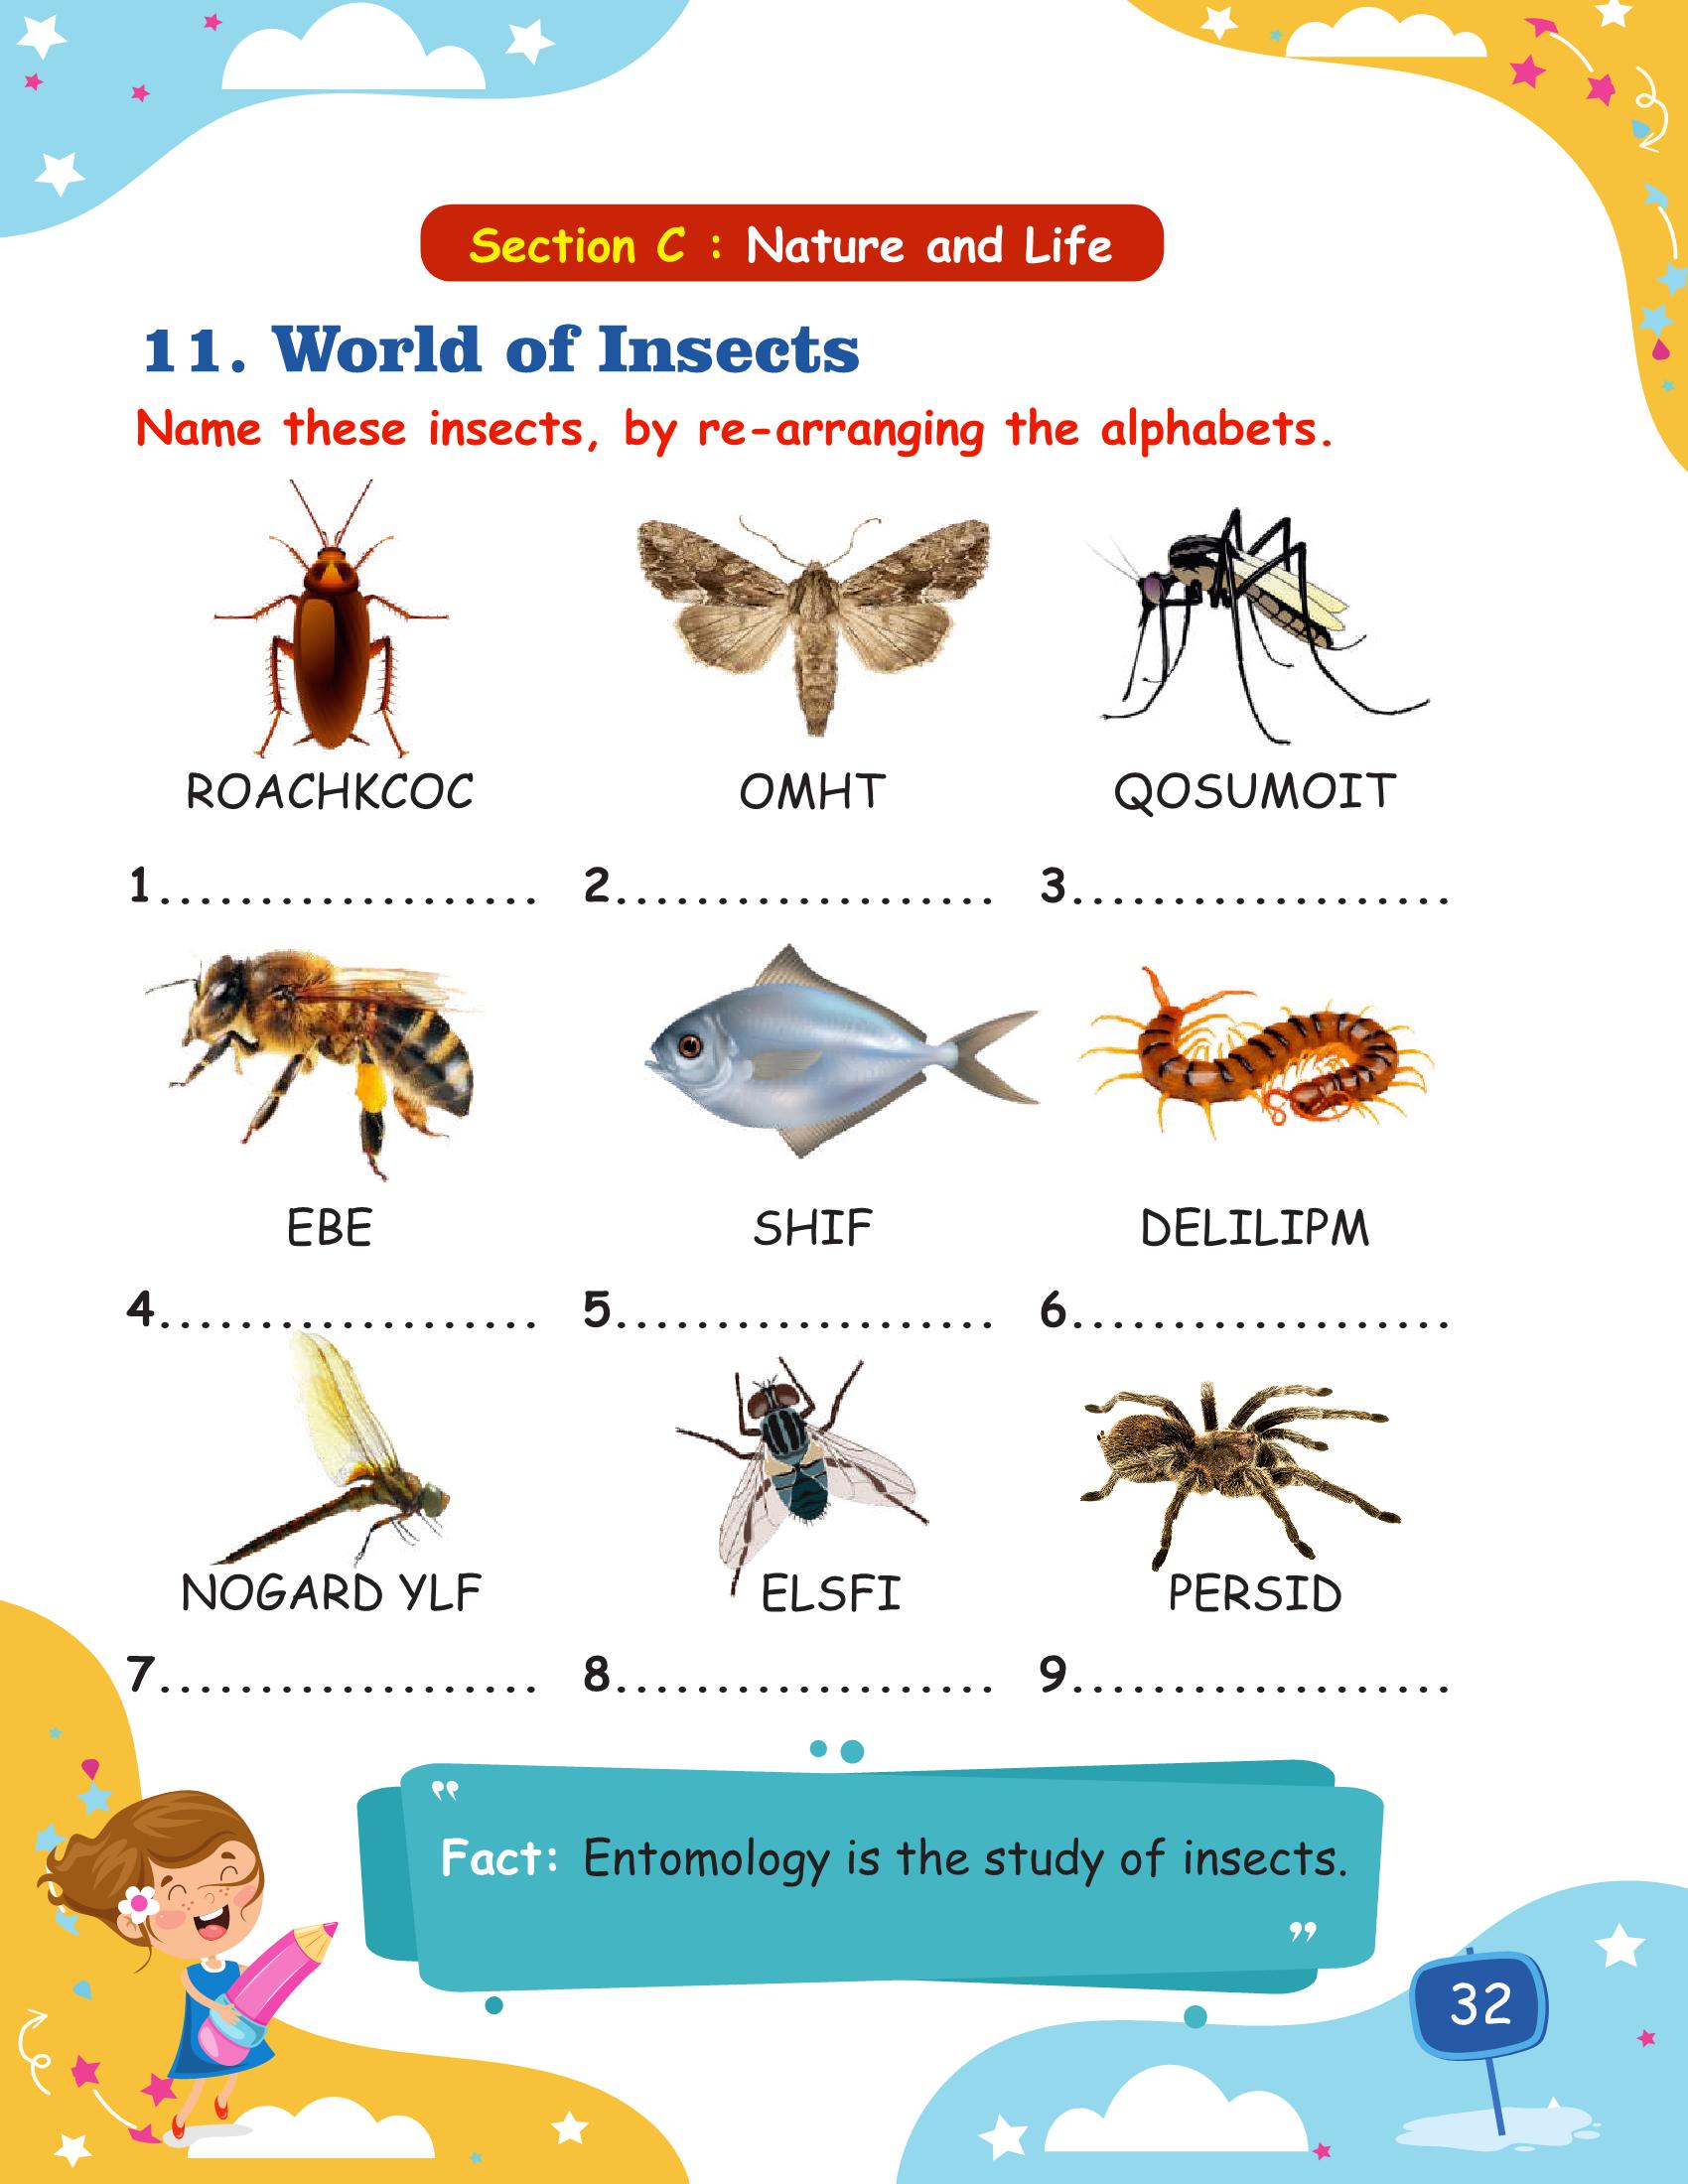 Section C : Nature and Life
11. World of Insects
Name these insects, by re-arranging the alphabets.
ROACHKCOC OMHT QOSUMOIT
1................... 2................... 3...................
EBE SHIF DELILIPM
4................... 5................... 6...................
NOGARD YLF ELSFI PERSID
7................... 8................... 9...................
"
Fact: Entomology is the study of insects.
"
32